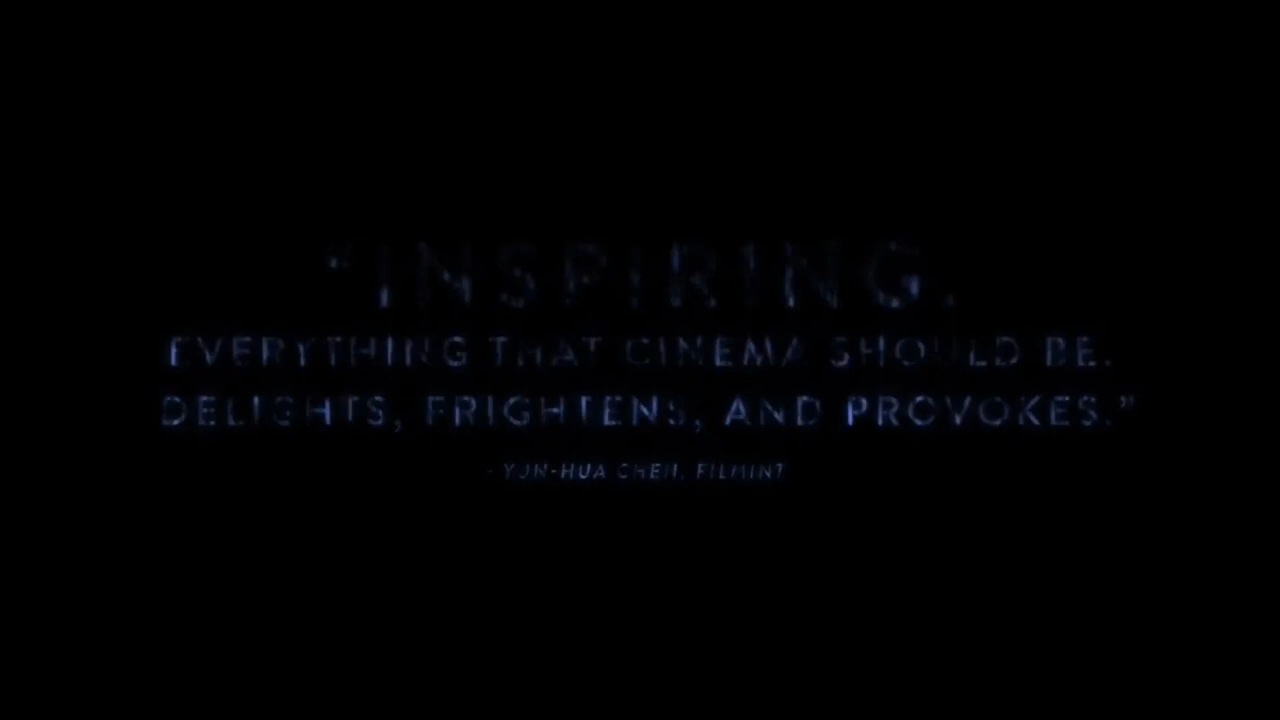 “INSPIRING.
EVERYTHING THAT CINEMA SHOULD BE.
DELIGHTS, FRIGHTENS, AND PROVOKES.”
- YUN-HUA CHEN, FILMINT